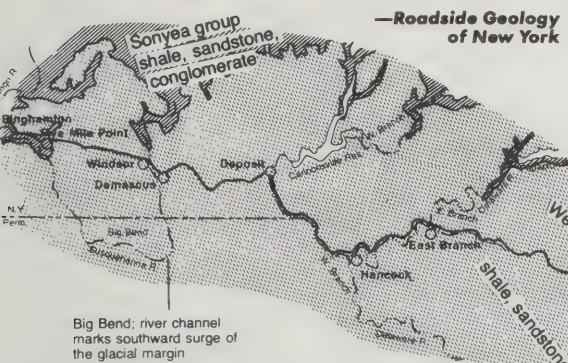 —Roadside Geology
of New York
Sonyea group
shale, sandstone,
conglomerate
Binghamton
Five Mile Point
Windsor
Damascus
Deposit
Cannonsville Res.
W. Branch
N.Y.
Penn.
Big Bend
Susquehanna R.
E. Branch
East Branch
Hancock
W. Branch
Delaware R.
We
shale, sandston
Big Bend; river channel
marks southward surge of
the glacial margin